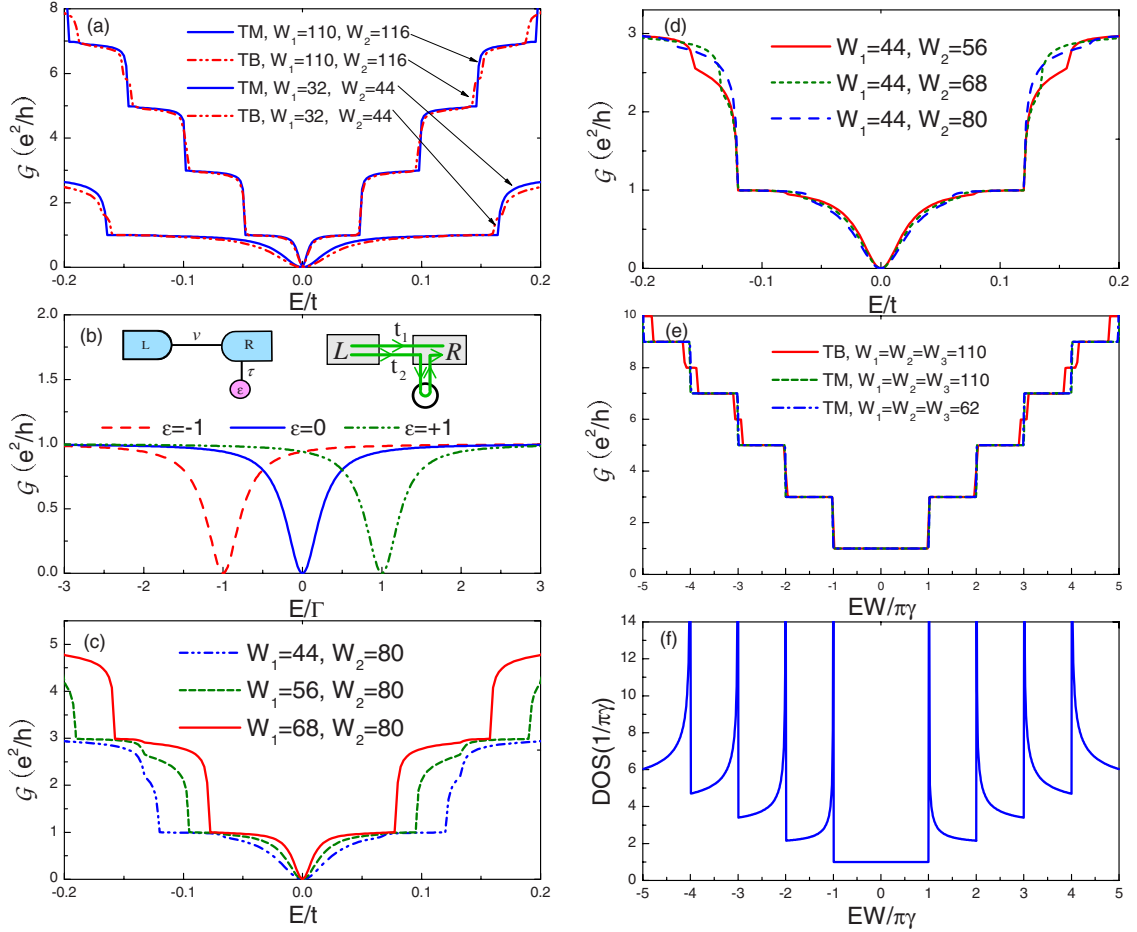 (a)
TM, W₁=110, W₂=116
TB, W₁=110, W₂=116
TM, W₁=32, W₂=44
TB, W₁=32, W₂=44
𝒢 (e²/h)
8
6
4
2
0
-0.2 -0.1 0.0 0.1 0.2
E/t
(b)
L v R
τ
ε
L t₁ R
t₂
ε=-1 ε=0 ε=+1
𝒢 (e²/h)
2.0
1.5
1.0
0.5
0.0
-3 -2 -1 0 1 2 3
E/Γ
(c)
W₁=44, W₂=80
W₁=56, W₂=80
W₁=68, W₂=80
𝒢 (e²/h)
5
4
3
2
1
0
-0.2 -0.1 0.0 0.1 0.2
E/t
(d)
W₁=44, W₂=56
W₁=44, W₂=68
W₁=44, W₂=80
𝒢 (e²/h)
3
2
1
0
-0.2 -0.1 0.0 0.1 0.2
E/t
(e)
TB, W₁=W₂=W₃=110
TM, W₁=W₂=W₃=110
TM, W₁=W₂=W₃=62
𝒢 (e²/h)
10
8
6
4
2
0
-5 -4 -3 -2 -1 0 1 2 3 4 5
EW/πγ
(f)
DOS(1/πγ)
14
12
10
8
6
4
2
0
-5 -4 -3 -2 -1 0 1 2 3 4 5
EW/πγ